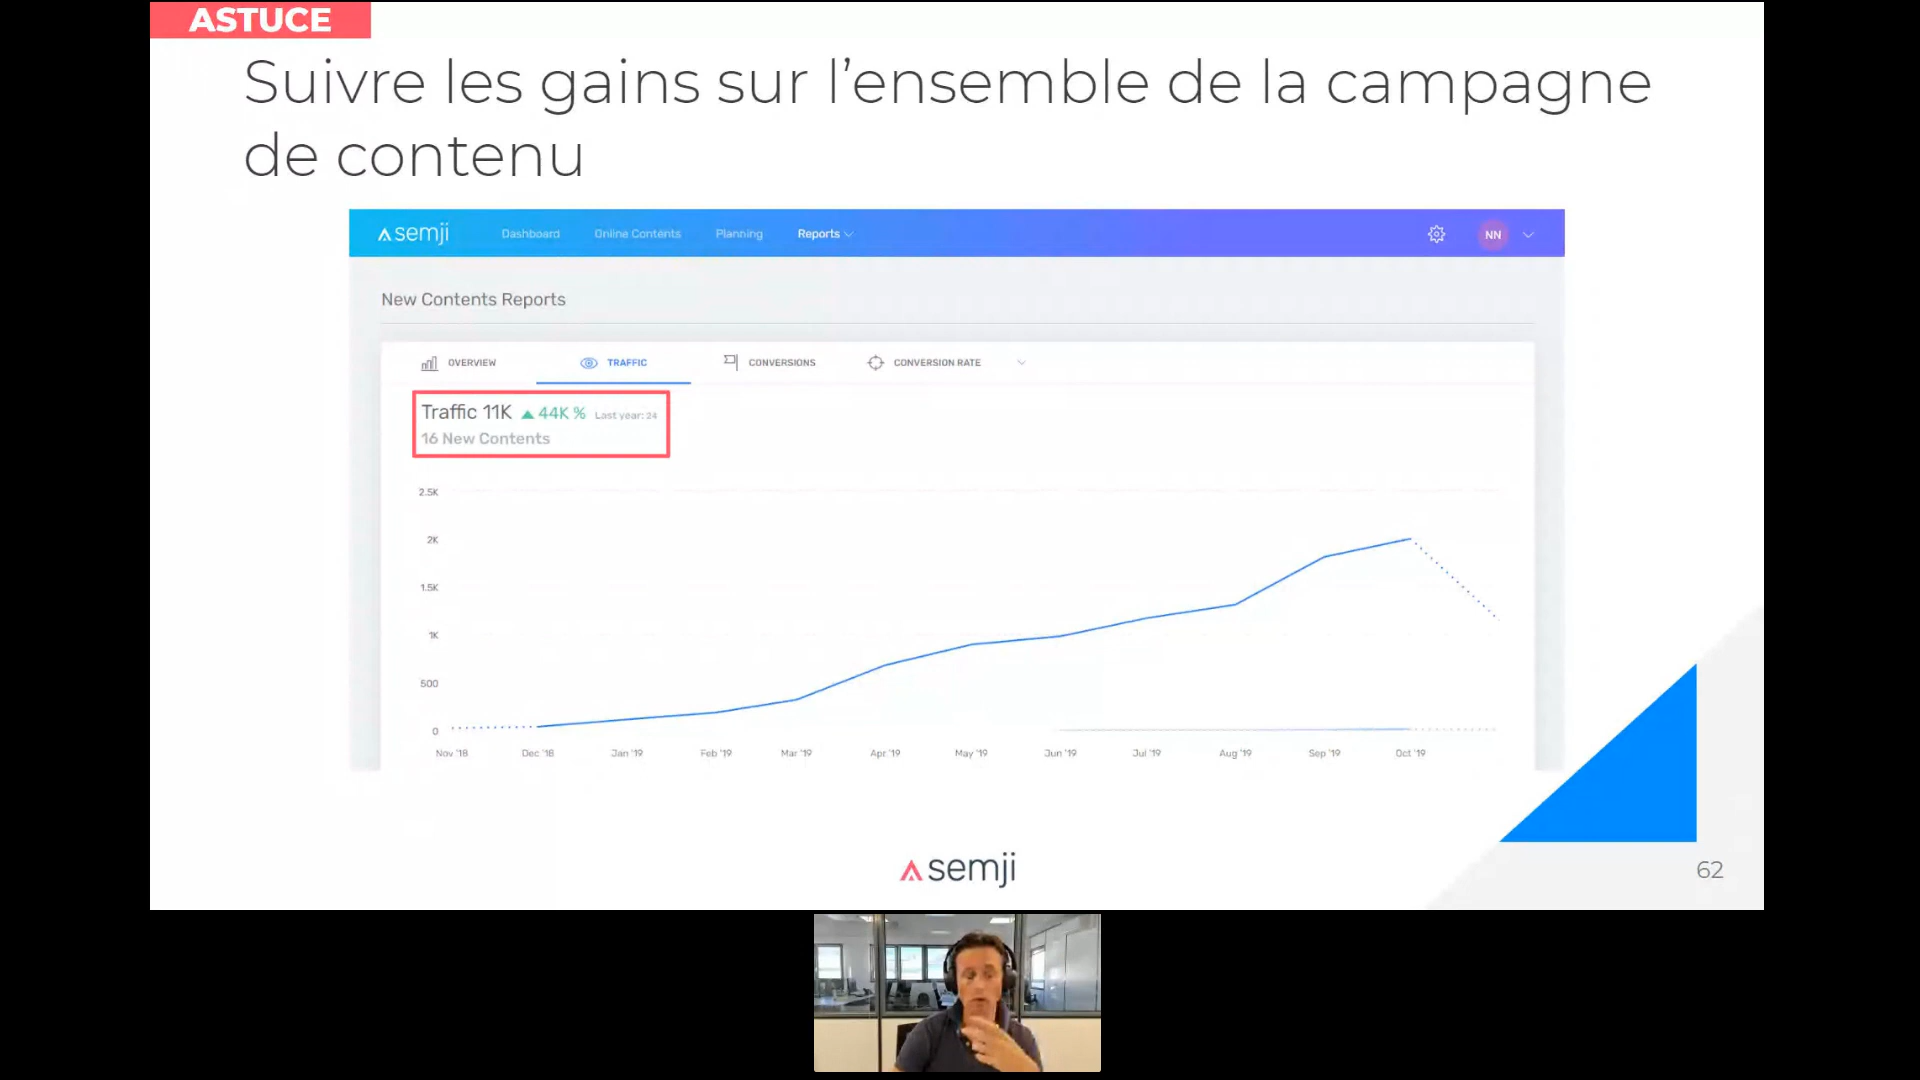 ASTUCE
Suivre les gains sur l’ensemble de la campagne
de contenu
semji Dashboard Online Contents Planning Reports NN
New Contents Reports
OVERVIEW TRAFFIC CONVERSIONS CONVERSION RATE
Traffic 11K ▲ 44K % Last year: 24
16 New Contents
2.5K
2K
1.5K
1K
500
0
Nov '18 Dec '18 Jan '19 Feb '19 Mar '19 Apr '19 May '19 Jun '19 Jul '19 Aug '19 Sep '19 Oct '19
semji
62